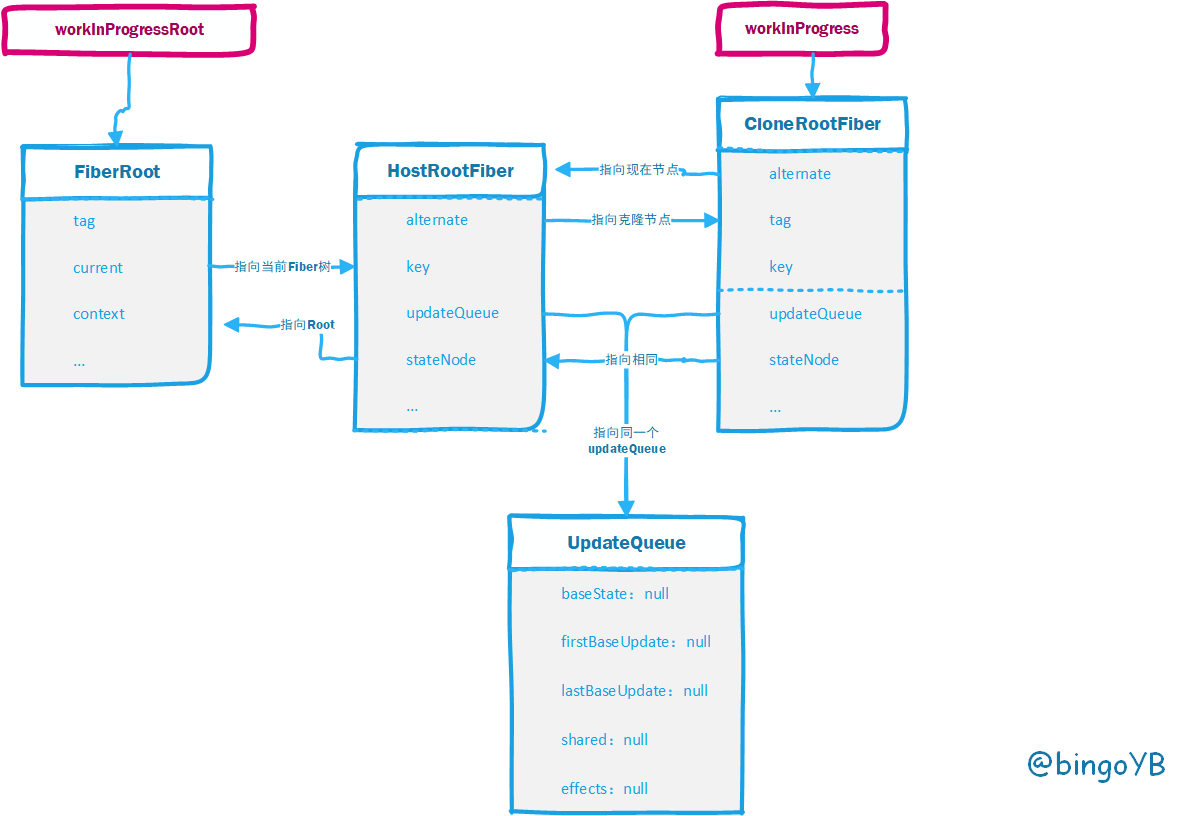 workInProgressRoot
workInProgress
FiberRoot
tag
current
context
...
指向当前Fiber树
指向Root
HostRootFiber
alternate
key
updateQueue
stateNode
...
指向现在节点
指向克隆节点
指向相同
指向同一个
updateQueue
CloneRootFiber
alternate
tag
key
updateQueue
stateNode
...
UpdateQueue
baseState：null
firstBaseUpdate：null
lastBaseUpdate：null
shared：null
effects：null
@bingoYB